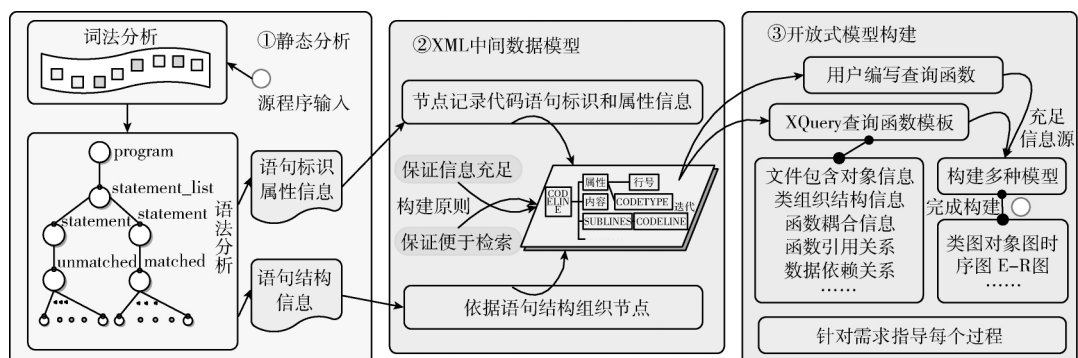 词法分析
①静态分析
源程序输入
program
statement_list
statement
statement
unmatched
matched
语法分析
语句标识
属性信息
语句结构
信息
②XML中间数据模型
节点记录代码语句标识和属性信息
保证信息充足
构建原则
保证便于检索
COD
ELIN
E
属性
行号
内容
CODETYPE
迭代
SUBLINES
CODELINE
依据语句结构组织节点
③开放式模型构建
用户编写查询函数
XQuery查询函数模板
充足
信息源
文件包含对象信息
类组织结构信息
函数耦合信息
函数引用关系
数据依赖关系
……
构建多种模型
完成构建
类图对象图时
序图 E-R图
……
针对需求指导每个过程